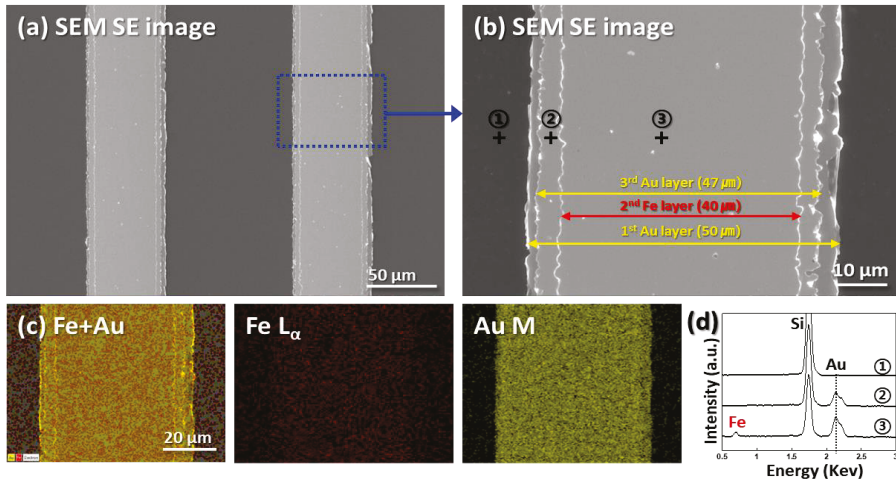 (a) SEM SE image
50 μm
(b) SEM SE image
①
②
③
3rd Au layer (47 ㎛)
2nd Fe layer (40 ㎛)
1st Au layer (50 ㎛)
10 μm
(c) Fe+Au
20 μm
Fe Lα
Au M
(d)
Si
Au
Fe
①
②
③
Intensity (a.u.)
0.5 1 1.5 2 2.5 3
Energy (Kev)